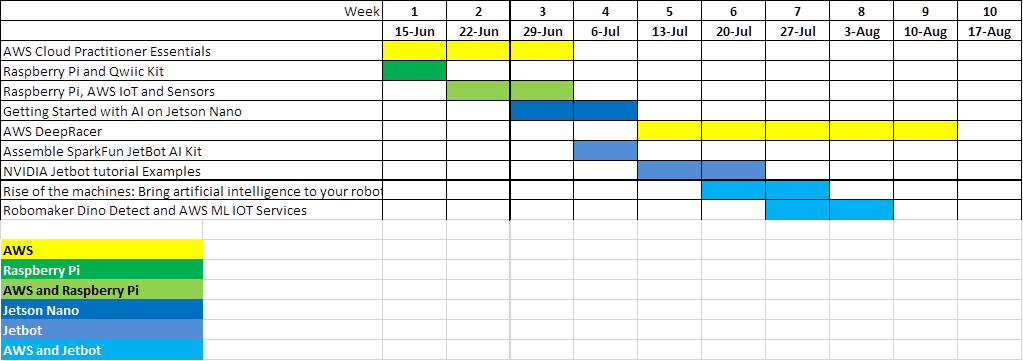 Week 1 2 3 4 5 6 7 8 9 10
15-Jun 22-Jun 29-Jun 6-Jul 13-Jul 20-Jul 27-Jul 3-Aug 10-Aug 17-Aug
AWS Cloud Practitioner Essentials
Raspberry Pi and Qwiic Kit
Raspberry Pi, AWS IoT and Sensors
Getting Started with AI on Jetson Nano
AWS DeepRacer
Assemble SparkFun JetBot AI Kit
NVIDIA Jetbot tutorial Examples
Rise of the machines: Bring artificial intelligence to your robot
Robomaker Dino Detect and AWS ML IOT Services
AWS
Raspberry Pi
AWS and Raspberry Pi
Jetson Nano
Jetbot
AWS and Jetbot